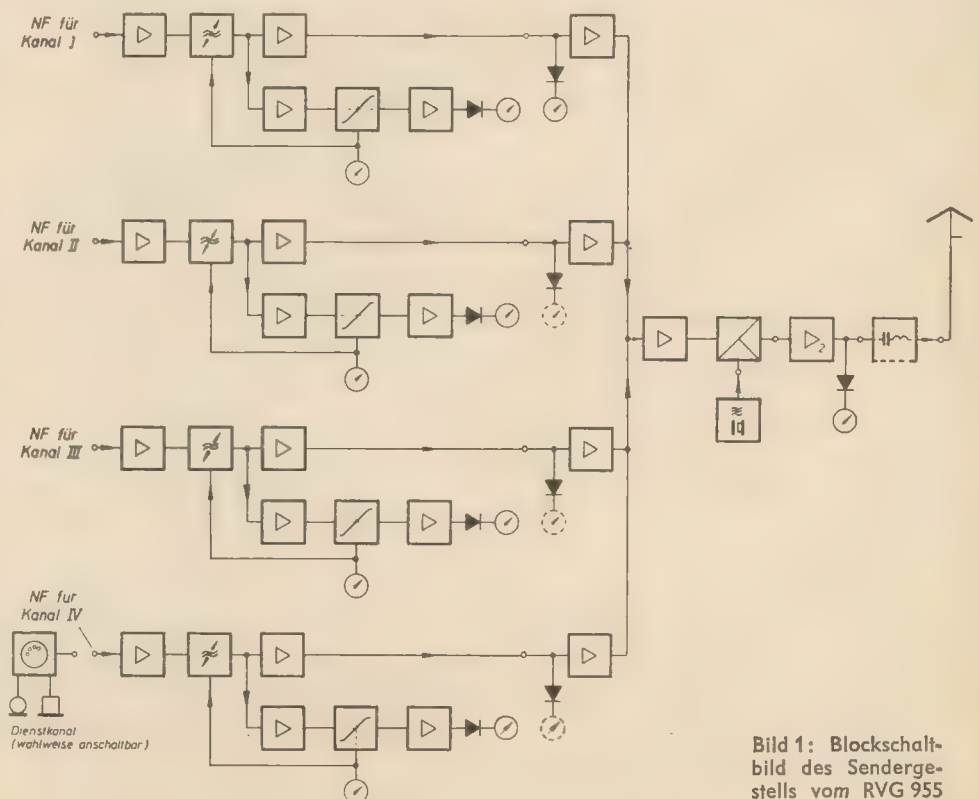 NF für
Kanal I
NF für
Kanal II
NF für
Kanal III
NF fur
Kanal IV
Dienstkanal
(wahlweise anschaltbar)
2
Bild 1: Blockschalt-
bild des Senderge-
stells vom RVG 955